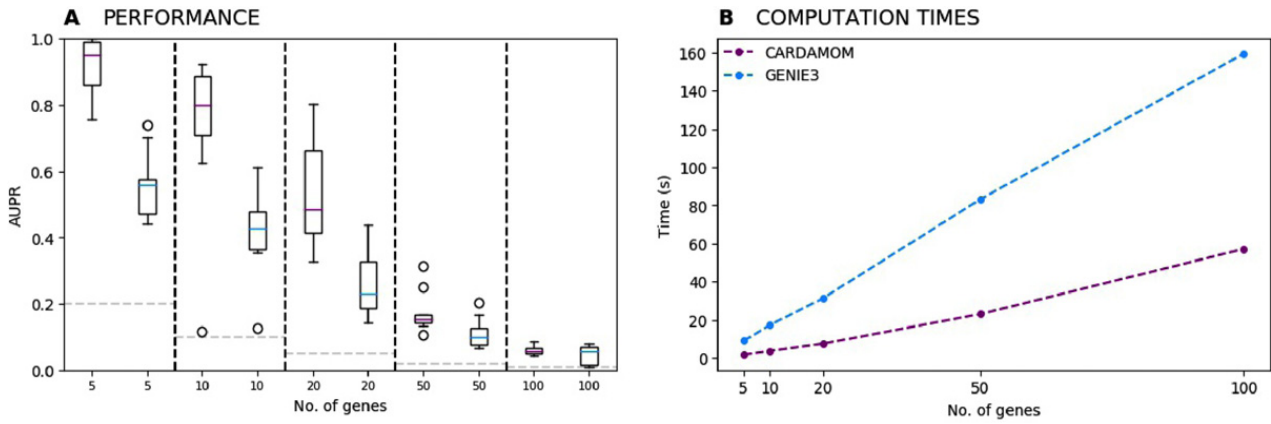 A PERFORMANCE
1.0
0.8
0.6
0.4
0.2
0.0
AUPR
5 5 10 10 20 20 50 50 100 100
No. of genes
B COMPUTATION TIMES
CARDAMOM
GENIE3
160
140
120
100
80
60
40
20
0
Time (s)
5 10 20 50 100
No. of genes